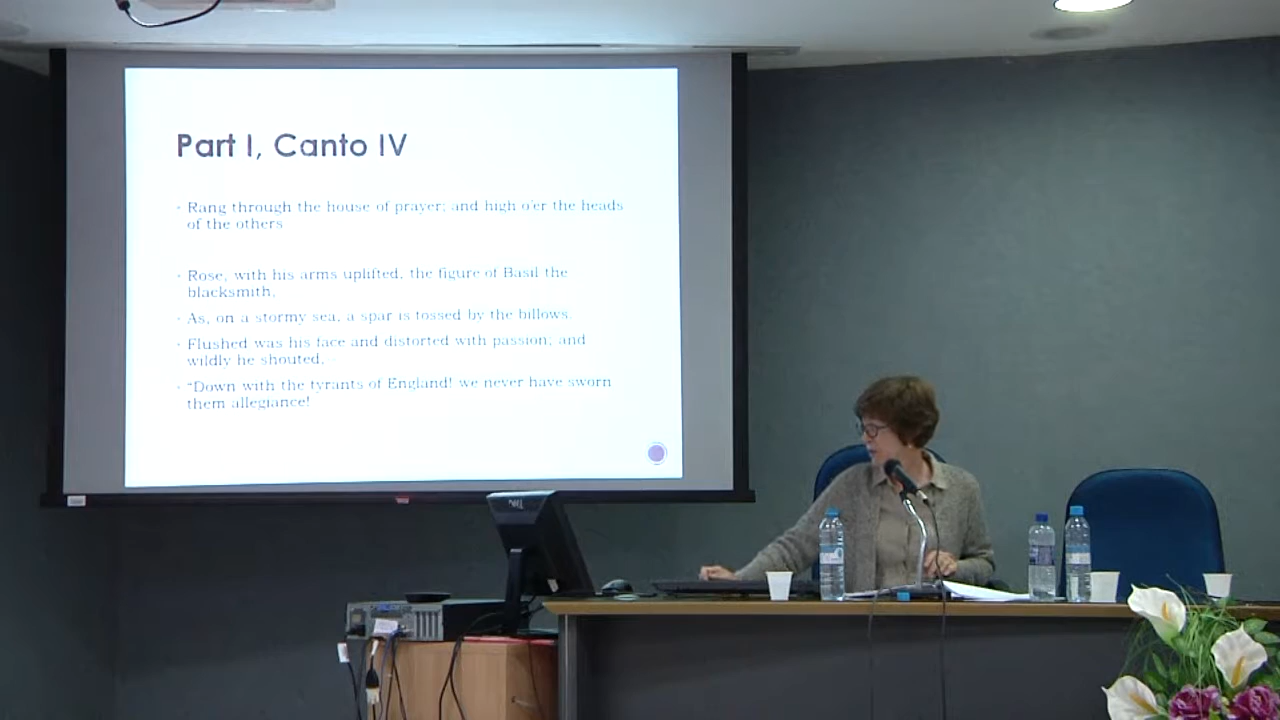 Part I, Canto IV
Rang through the house of prayer; and high o'er the heads
of the others
Rose, with his arms uplifted, the figure of Basil the
blacksmith,
As, on a stormy sea, a spar is tossed by the billows.
Flushed was his face and distorted with passion; and
wildly he shouted,—
"Down with the tyrants of England! we never have sworn
them allegiance!
DELL